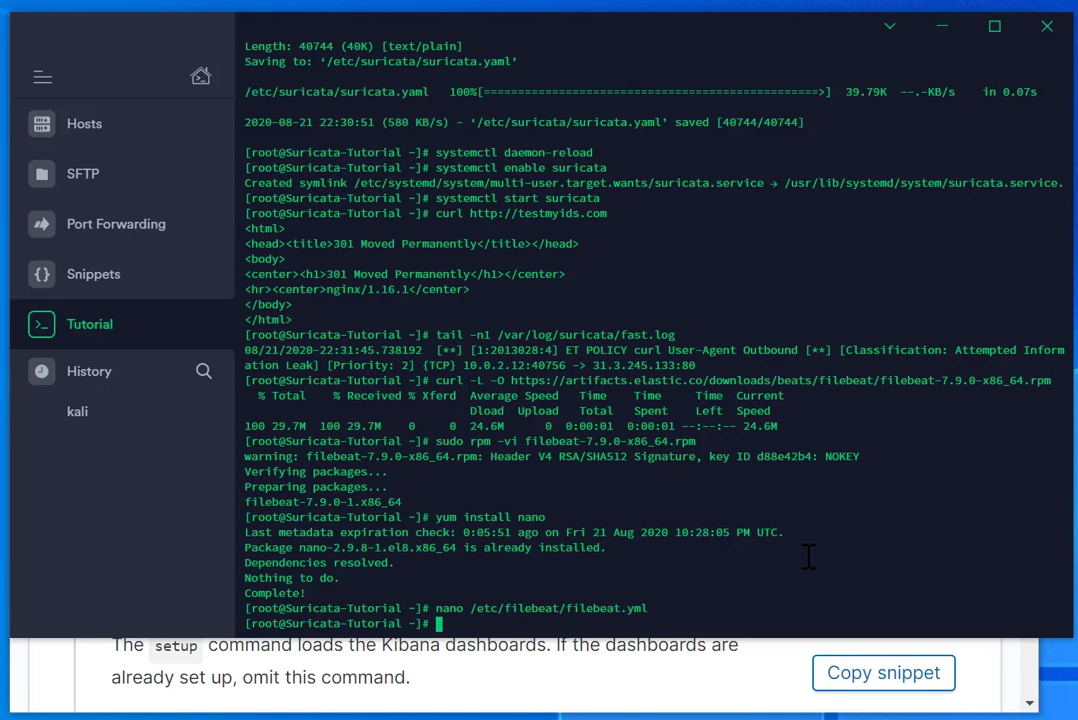 Length: 40744 (40K) [text/plain]
Saving to: ‘/etc/suricata/suricata.yaml’
/etc/suricata/suricata.yaml 100%[================================================>] 39.79K --.-KB/s in 0.07s
2020-08-21 22:30:51 (580 KB/s) – ‘/etc/suricata/suricata.yaml’ saved [40744/40744]
[root@Suricata-Tutorial ~]# systemctl daemon-reload
[root@Suricata-Tutorial ~]# systemctl enable suricata
Created symlink /etc/systemd/system/multi-user.target.wants/suricata.service → /usr/lib/systemd/system/suricata.service.
[root@Suricata-Tutorial ~]# systemctl start suricata
[root@Suricata-Tutorial ~]# curl http://testmyids.com
<html>
<head><title>301 Moved Permanently</title></head>
<body>
<center><h1>301 Moved Permanently</h1></center>
<hr><center>nginx/1.16.1</center>
</body>
</html>
[root@Suricata-Tutorial ~]# tail -n1 /var/log/suricata/fast.log
08/21/2020-22:31:45.738192 [**] [1:2013028:4] ET POLICY curl User-Agent Outbound [**] [Classification: Attempted Inform
ation Leak] [Priority: 2] {TCP} 10.0.2.12:40756 -> 31.3.245.133:80
[root@Suricata-Tutorial ~]# curl -L -O https://artifacts.elastic.co/downloads/beats/filebeat/filebeat-7.9.0-x86_64.rpm
% Total % Received % Xferd Average Speed Time Time Time Current
Dload Upload Total Spent Left Speed
100 29.7M 100 29.7M 0 0 24.6M 0 0:00:01 0:00:01 --:--:-- 24.6M
[root@Suricata-Tutorial ~]# sudo rpm -vi filebeat-7.9.0-x86_64.rpm
warning: filebeat-7.9.0-x86_64.rpm: Header V4 RSA/SHA512 Signature, key ID d88e42b4: NOKEY
Verifying packages...
Preparing packages...
filebeat-7.9.0-1.x86_64
[root@Suricata-Tutorial ~]# yum install nano
Last metadata expiration check: 0:05:51 ago on Fri 21 Aug 2020 10:28:05 PM UTC.
Package nano-2.9.8-1.el8.x86_64 is already installed.
Dependencies resolved.
Nothing to do.
Complete!
[root@Suricata-Tutorial ~]# nano /etc/filebeat/filebeat.yml
[root@Suricata-Tutorial ~]#
Hosts
SFTP
Port Forwarding
Snippets
Tutorial
History
kali
The setup command loads the Kibana dashboards. If the dashboards are
already set up, omit this command.
Copy snippet